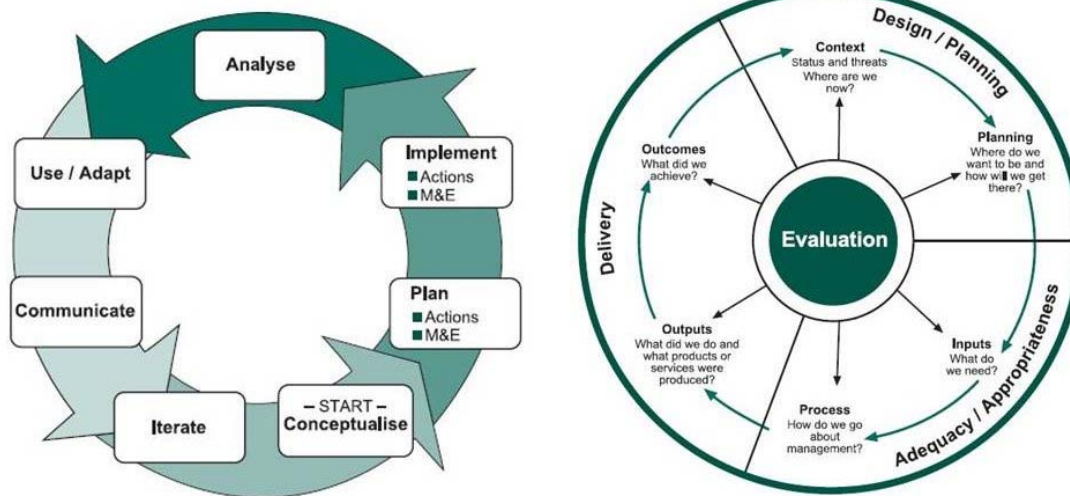 Analyse
Use / Adapt
Implement
Actions
M&E
Communicate
Plan
Actions
M&E
Iterate
– START –
Conceptualise
Design / Planning
Context
Status and threats
Where are we
now?
Planning
Where do we
want to be and
how will we get
there?
Outcomes
What did we
achieve?
Delivery
Evaluation
Outputs
What did we do and
what products or
services were
produced?
Inputs
What do
we need?
Process
How do we go
about
management?
Adequacy / Appropriateness